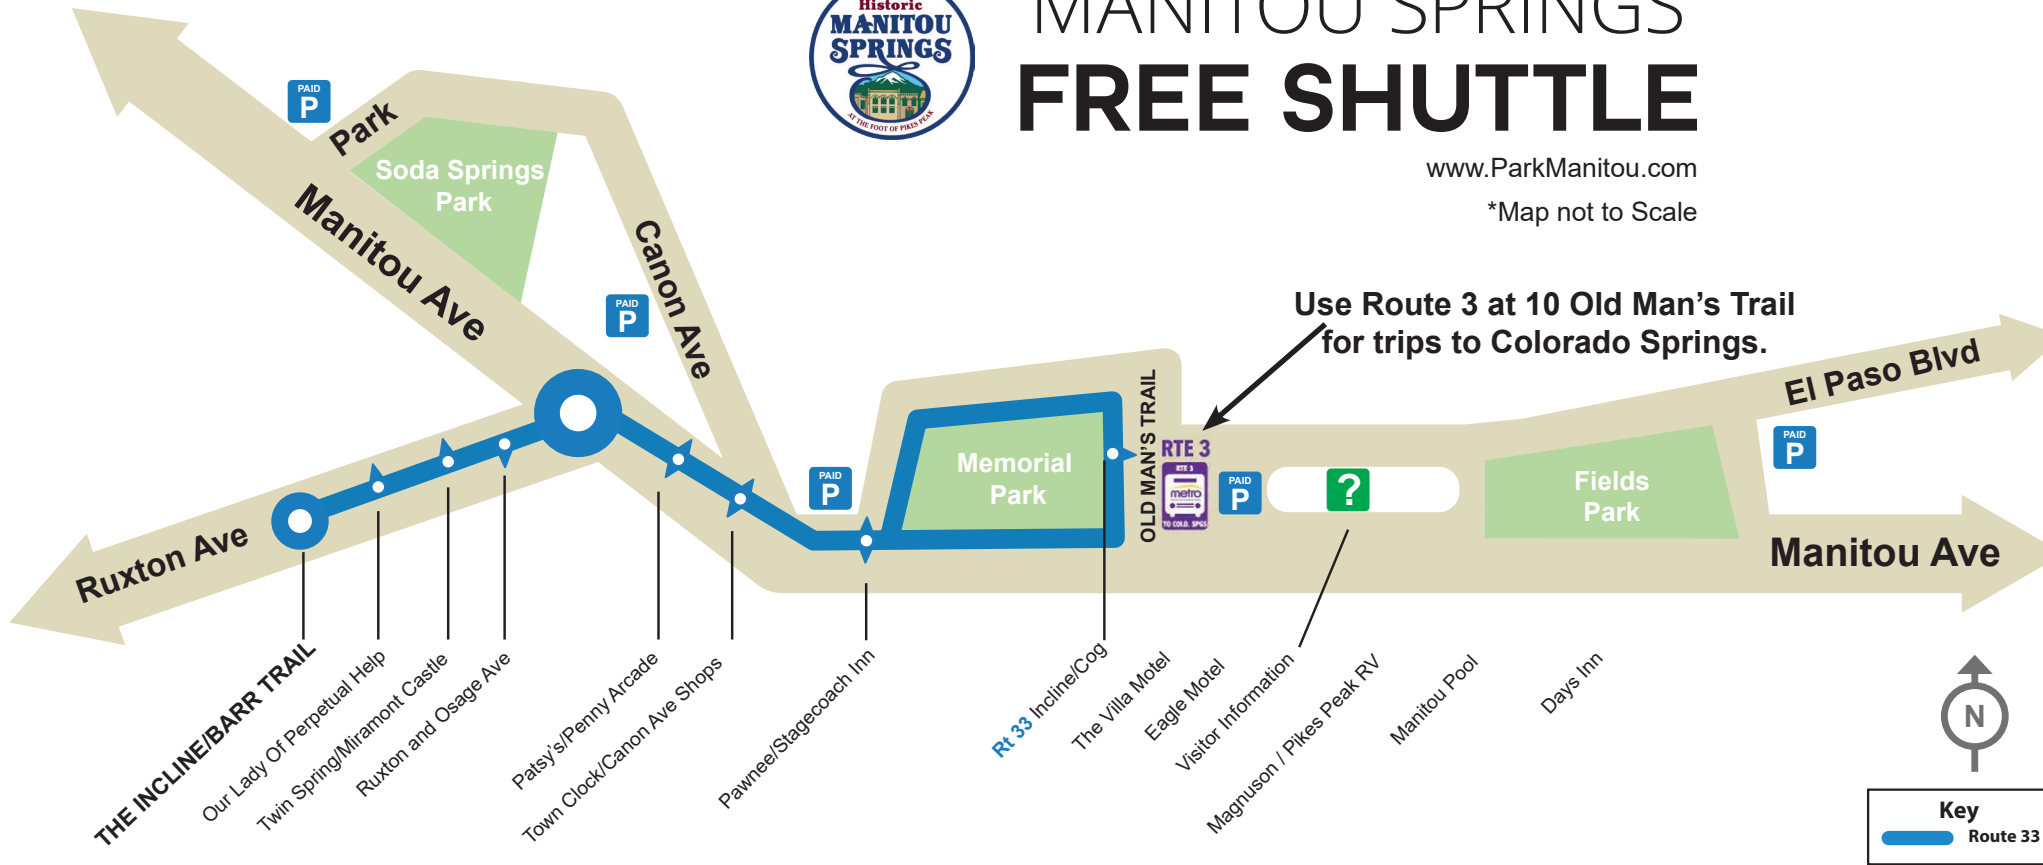 Historic
MANITOU
SPRINGS
AT THE FOOT OF PIKES PEAK
MANITOU SPRINGS
FREE SHUTTLE
www.ParkManitou.com
*Map not to Scale
PAID
P
Park
Soda Springs
Park
Manitou Ave
Canon Ave
PAID
P
Use Route 3 at 10 Old Man's Trail
for trips to Colorado Springs.
El Paso Blvd
PAID
P
Memorial
Park
OLD MAN'S TRAIL
RTE 3
RTE 3
metro
TO COLO. SPGS
PAID
P
?
Fields
Park
PAID
P
Ruxton Ave
Manitou Ave
THE INCLINE/BARR TRAIL
Our Lady Of Perpetual Help
Twin Spring/Miramont Castle
Ruxton and Osage Ave
Patsy's/Penny Arcade
Town Clock/Canon Ave Shops
Pawnee/Stagecoach Inn
Rt 33 Incline/Cog
The Villa Motel
Eagle Motel
Visitor Information
Magnuson / Pikes Peak RV
Manitou Pool
Days Inn
N
Key
Route 33